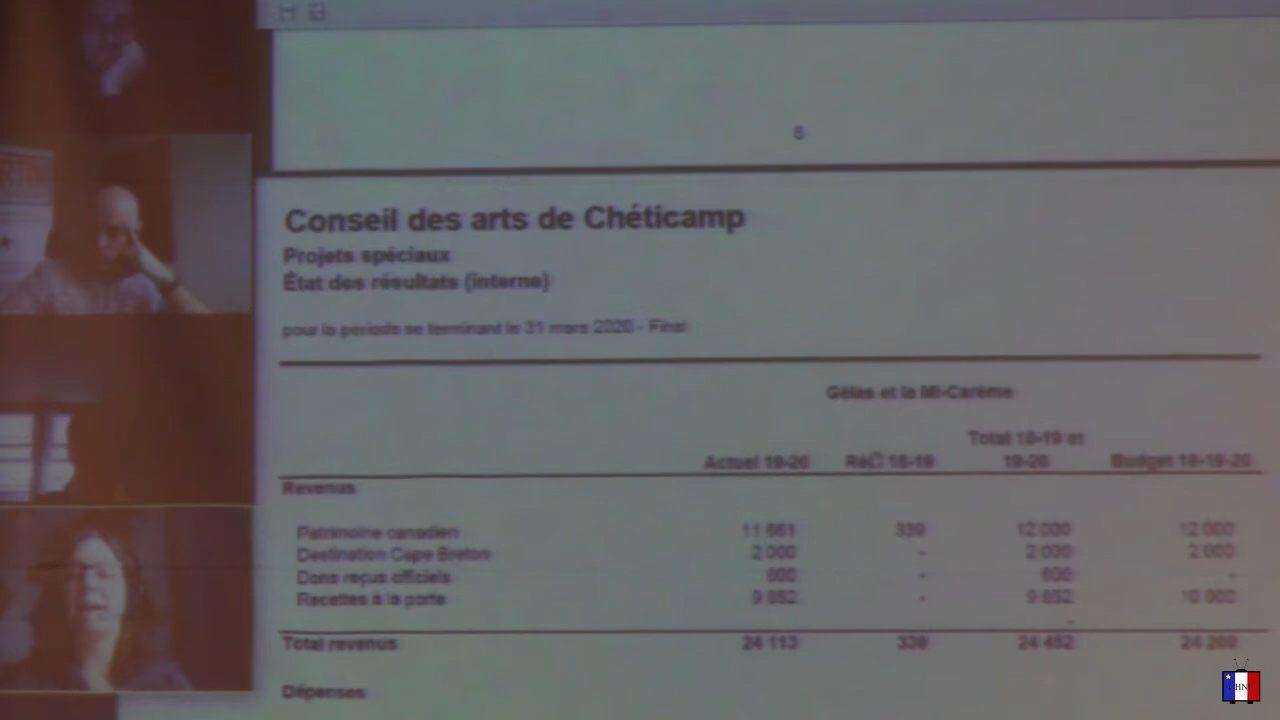 6
Conseil des arts de Chéticamp
Projets spéciaux
État des résultats (interne)
pour la période se terminant le 31 mars 2020 - Final
Gélas et la Mi-Carême
Total 18-19 et
Actuel 19-20 18-19 19-20 Budget 18-19-20
Revenus
Patrimoine canadien 11 661 339 12 000 12 000
Destination Cape Breton 2 000 - 2 000 2 000
Dons reçus officiels 600 - 600 -
Recettes à la porte 9 852 - 9 852 10 000
-
Total revenus 24 113 339 24 452
Dépenses